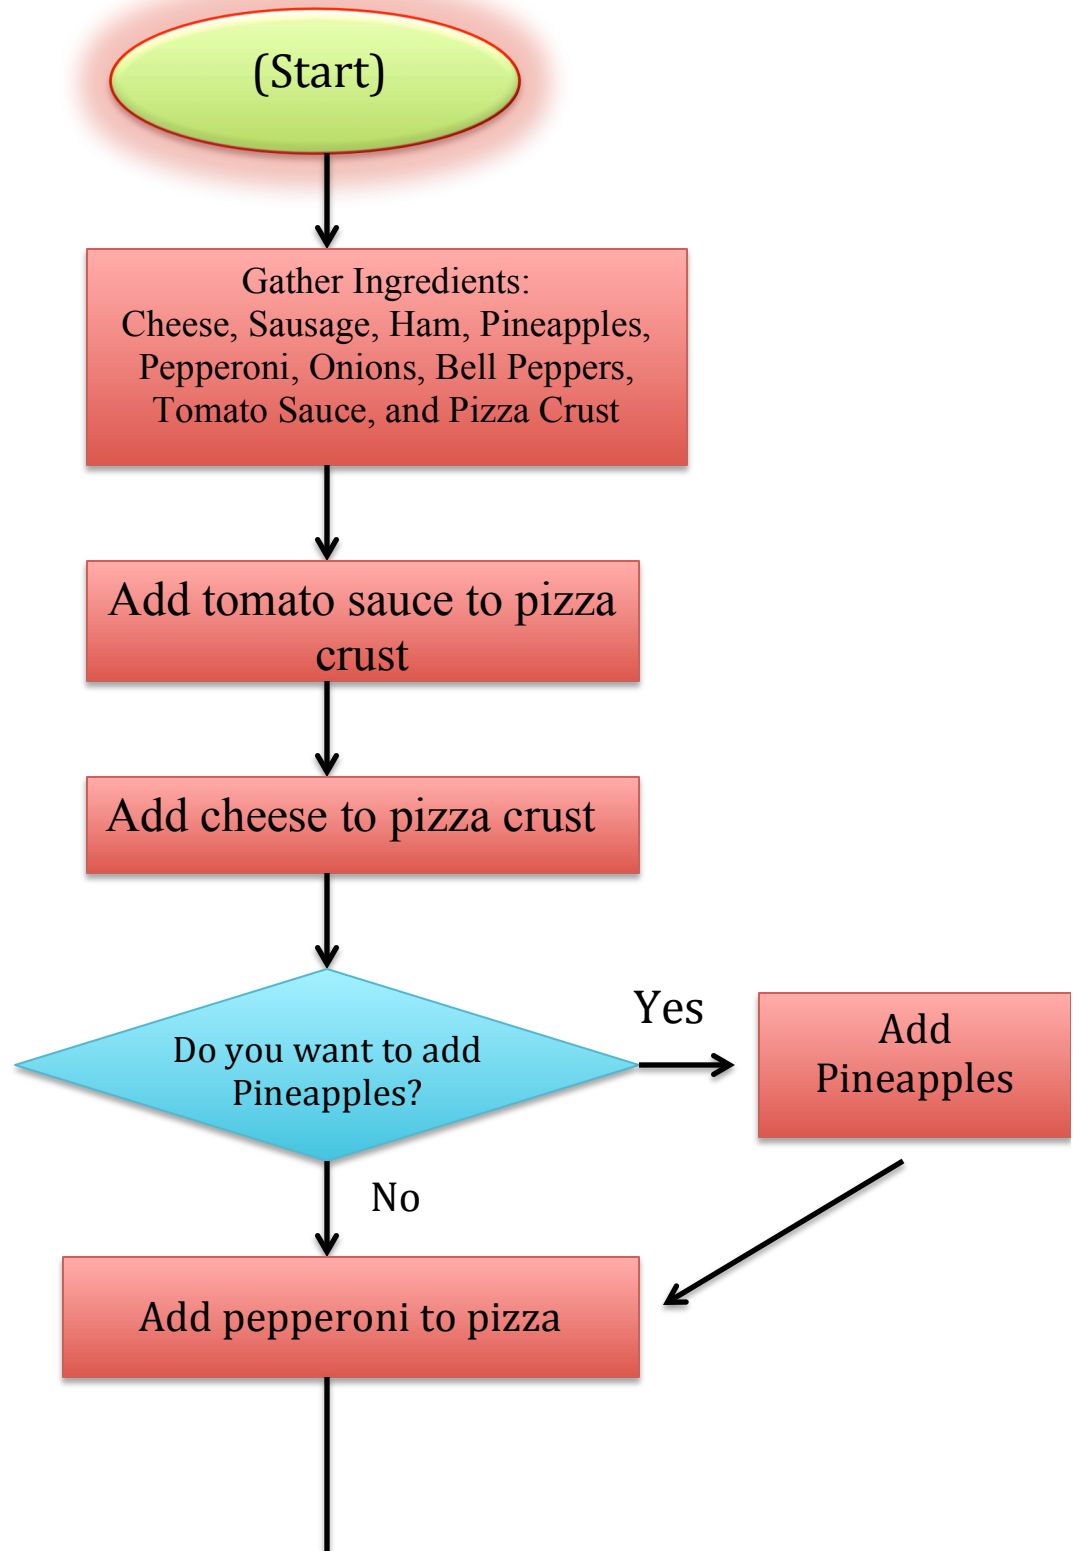 (Start)
Gather Ingredients:
Cheese, Sausage, Ham, Pineapples,
Pepperoni, Onions, Bell Peppers,
Tomato Sauce, and Pizza Crust
Add tomato sauce to pizza
crust
Add cheese to pizza crust
Do you want to add
Pineapples?
Yes
Add
Pineapples
No
Add pepperoni to pizza